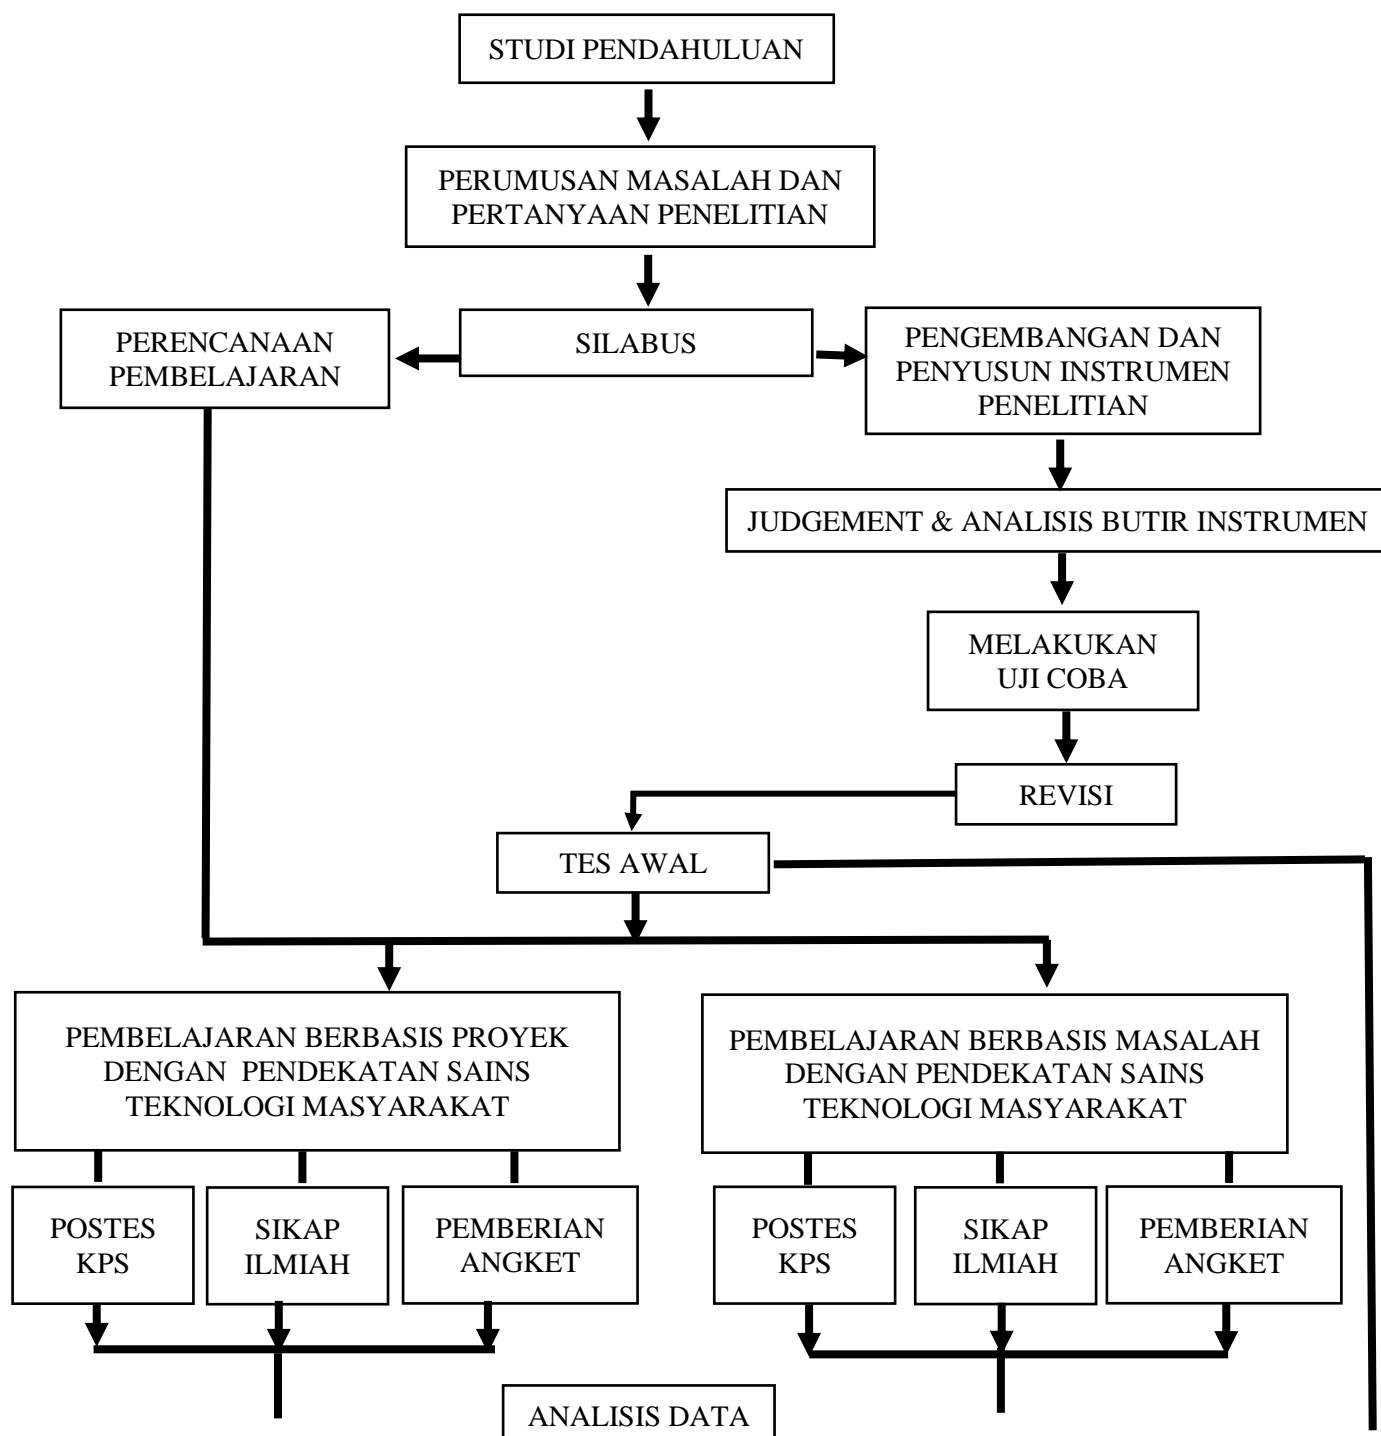 STUDI PENDAHULUAN
PERUMUSAN MASALAH DAN
PERTANYAAN PENELITIAN
PERENCANAAN
PEMBELAJARAN
SILABUS
PENGEMBANGAN DAN
PENYUSUN INSTRUMEN
PENELITIAN
JUDGEMENT & ANALISIS BUTIR INSTRUMEN
MELAKUKAN
UJI COBA
REVISI
TES AWAL
PEMBELAJARAN BERBASIS PROYEK
DENGAN PENDEKATAN SAINS
TEKNOLOGI MASYARAKAT
PEMBELAJARAN BERBASIS MASALAH
DENGAN PENDEKATAN SAINS
TEKNOLOGI MASYARAKAT
POSTES
KPS
SIKAP
ILMIAH
PEMBERIAN
ANGKET
POSTES
KPS
SIKAP
ILMIAH
PEMBERIAN
ANGKET
ANALISIS DATA